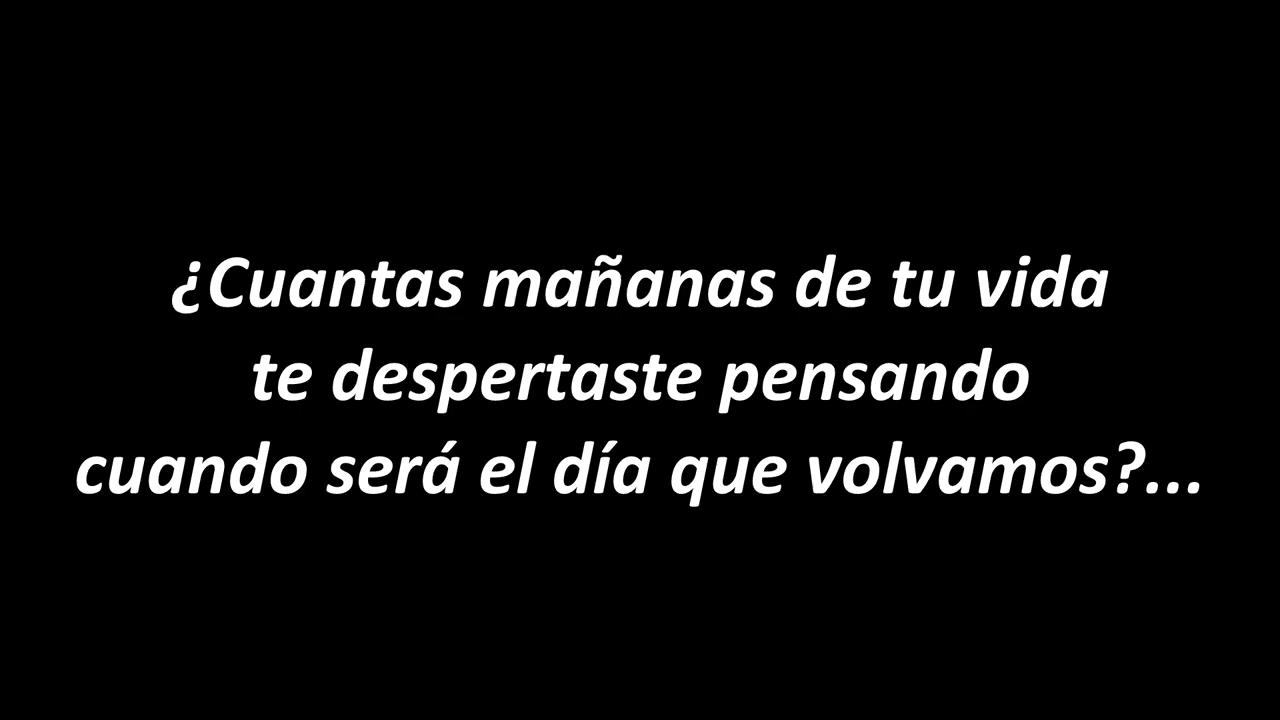 ¿Cuantas mañanas de tu vida
te despertaste pensando
cuando será el día que volvamos?...